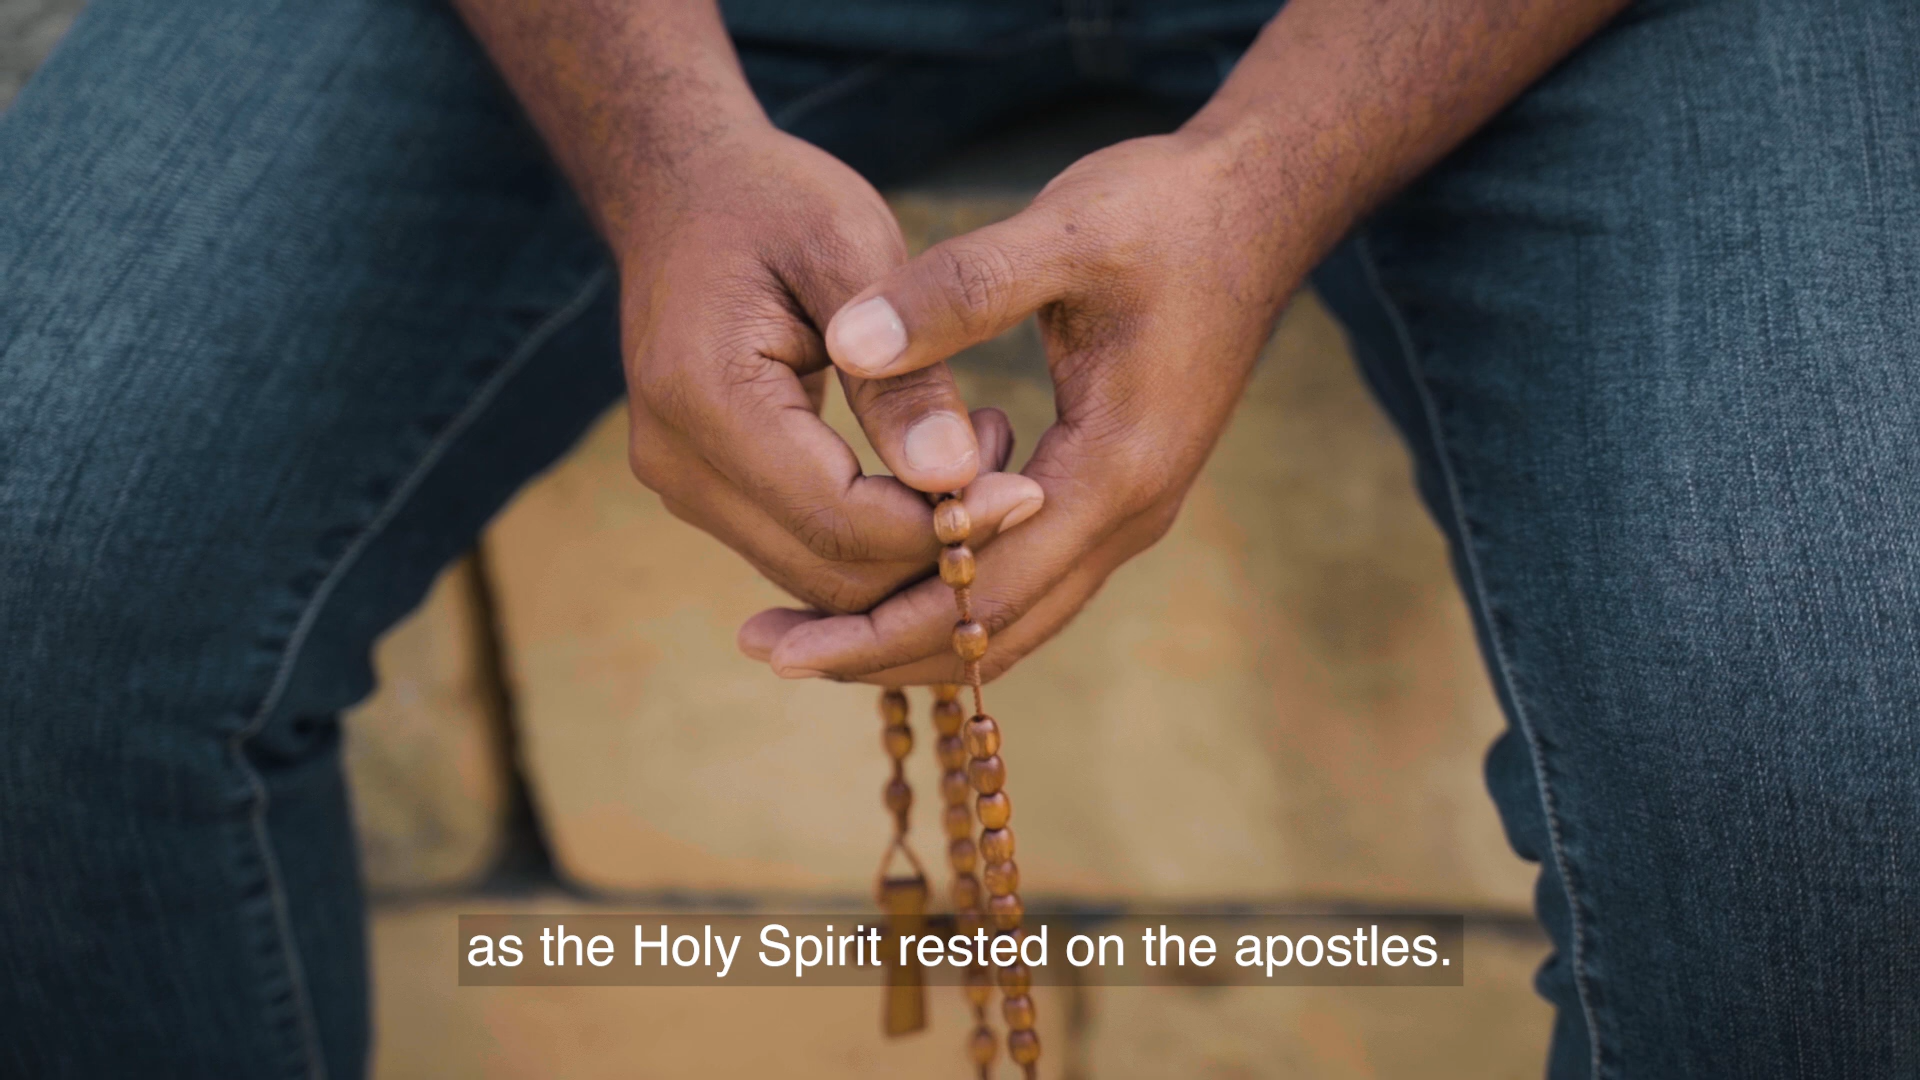 as the Holy Spirit rested on the apostles.